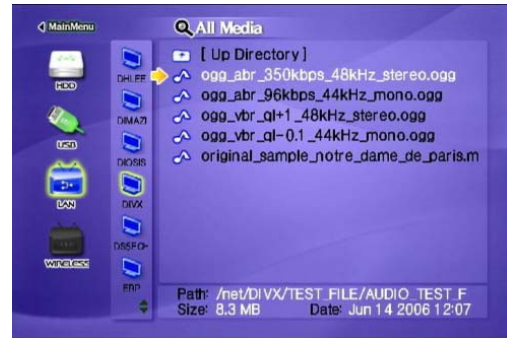 MainMenu
All Media
HDD
USB
LAN
WIRELESS
DHLEE
DIMAZI
DIOSIS
DIVX
ERP
[ Up Directory ]
ogg_abr_350kbps_48kHz_stereo.ogg
ogg_abr_96kbps_44kHz_mono.ogg
ogg_vbr_ql+1_48kHz_stereo.ogg
ogg_vbr_ql-0.1_44kHz_mono.ogg
original_sample_notre_dame_de_paris.m
Path: /net/DIVX/TEST_FILE/AUDIO_TEST_F
Size: 8.3 MB Date: Jun 14 2006 12:07